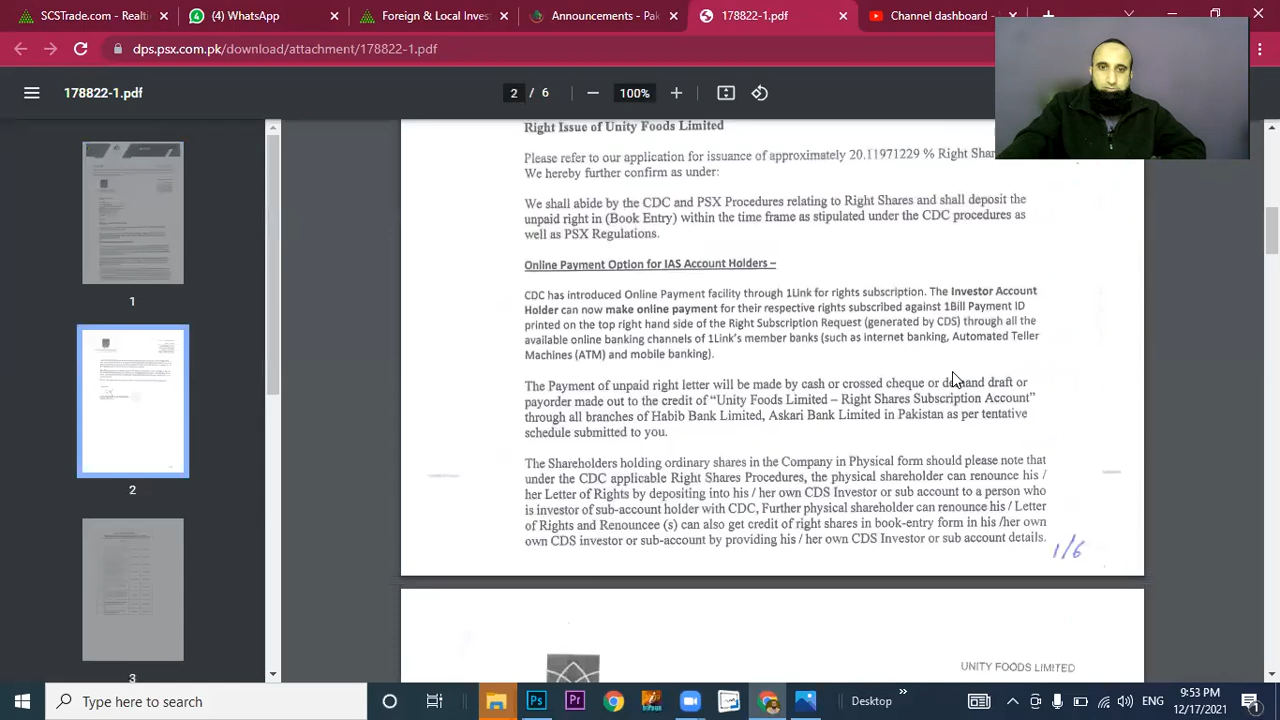 SCSTrade.com - Realti
(4) WhatsApp
Foreign & Local Inves
Announcements - Pak
178822-1.pdf
Channel dashboard
dps.psx.com.pk/download/attachment/178822-1.pdf
178822-1.pdf
2 / 6
100%
Right Issue of Unity Foods Limited
Please refer to our application for issuance of approximately 20.11971229 % Right Shar
We hereby further confirm as under:
We shall abide by the CDC and PSX Procedures relating to Right Shares and shall deposit the
unpaid right in (Book Entry) within the time frame as stipulated under the CDC procedures as
well as PSX Regulations.
Online Payment Option for IAS Account Holders –
CDC has introduced Online Payment facility through 1Link for rights subscription. The Investor Account
Holder can now make online payment for their respective rights subscribed against 1Bill Payment ID
printed on the top right hand side of the Right Subscription Request (generated by CDS) through all the
available online banking channels of 1Link's member banks (such as internet banking, Automated Teller
Machines (ATM) and mobile banking).
The Payment of unpaid right letter will be made by cash or crossed cheque or demand draft or
payorder made out to the credit of "Unity Foods Limited – Right Shares Subscription Account"
through all branches of Habib Bank Limited, Askari Bank Limited in Pakistan as per tentative
schedule submitted to you.
The Shareholders holding ordinary shares in the Company in Physical form should please note that
under the CDC applicable Right Shares Procedures, the physical shareholder can renounce his /
her Letter of Rights by depositing into his / her own CDS Investor or sub account to a person who
is investor of sub-account holder with CDC, Further physical shareholder can renounce his / Letter
of Rights and Renouncee (s) can also get credit of right shares in book-entry form in his /her own
own CDS investor or sub-account by providing his / her own CDS Investor or sub account details.
1/6
UNITY FOODS LIMITED
1
2
3
Type here to search
Desktop
ENG
9:53 PM
12/17/2021